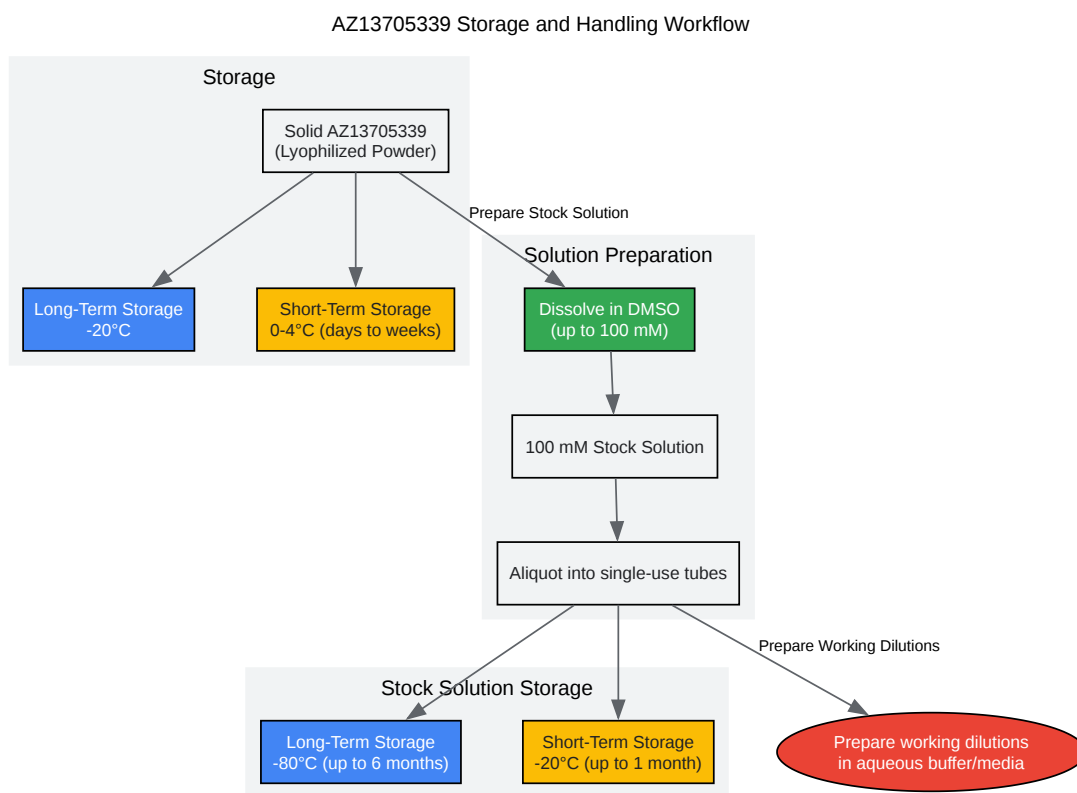 AZ13705339 Storage and Handling Workflow
Storage
Solid AZ13705339
(Lyophilized Powder)
Prepare Stock Solution
Solution Preparation
Long-Term Storage
-20°C
Short-Term Storage
0-4°C (days to weeks)
Dissolve in DMSO
(up to 100 mM)
100 mM Stock Solution
Aliquot into single-use tubes
Prepare Working Dilutions
Stock Solution Storage
Long-Term Storage
-80°C (up to 6 months)
Short-Term Storage
-20°C (up to 1 month)
Prepare working dilutions
in aqueous buffer/media